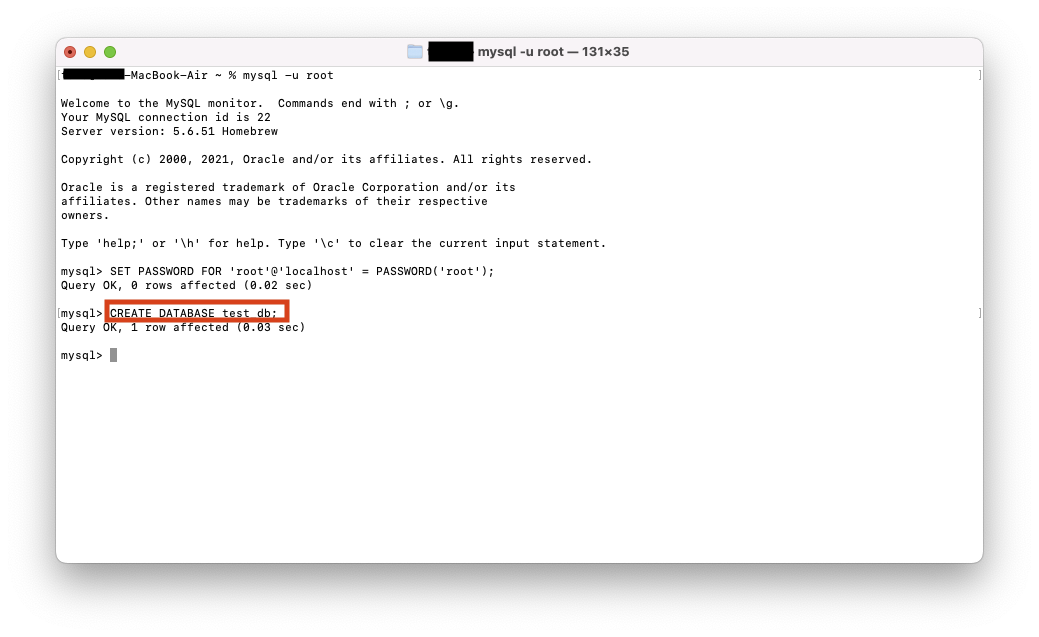 mysql -u root — 131×35
-MacBook-Air ~ % mysql -u root
Welcome to the MySQL monitor.  Commands end with ; or \g.
Your MySQL connection id is 22
Server version: 5.6.51 Homebrew
Copyright (c) 2000, 2021, Oracle and/or its affiliates. All rights reserved.
Oracle is a registered trademark of Oracle Corporation and/or its
affiliates. Other names may be trademarks of their respective
owners.
Type 'help;' or '\h' for help. Type '\c' to clear the current input statement.
mysql> SET PASSWORD FOR 'root'@'localhost' = PASSWORD('root');
Query OK, 0 rows affected (0.02 sec)
mysql> CREATE DATABASE test_db;
Query OK, 1 row affected (0.03 sec)
mysql>